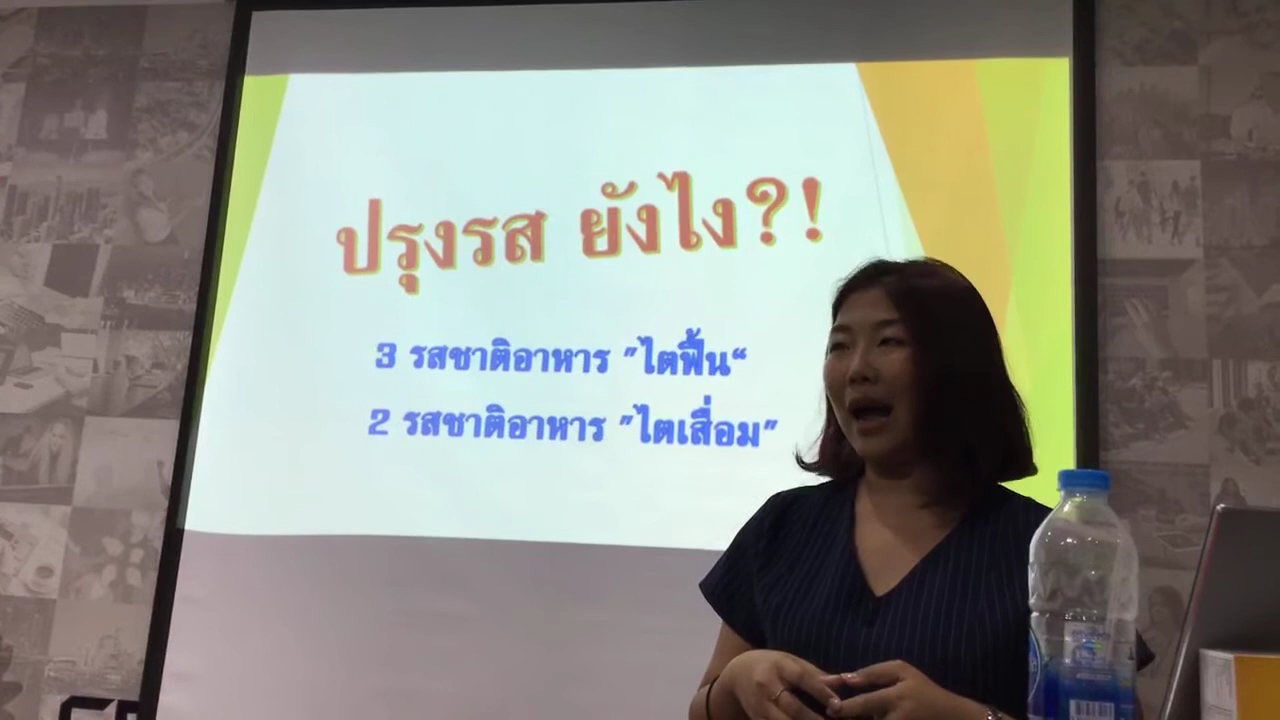 ปรุงรส ยังไง?!
3 รสชาติอาหาร "ไตฟื้น“
2 รสชาติอาหาร "ไตเสื่อม"